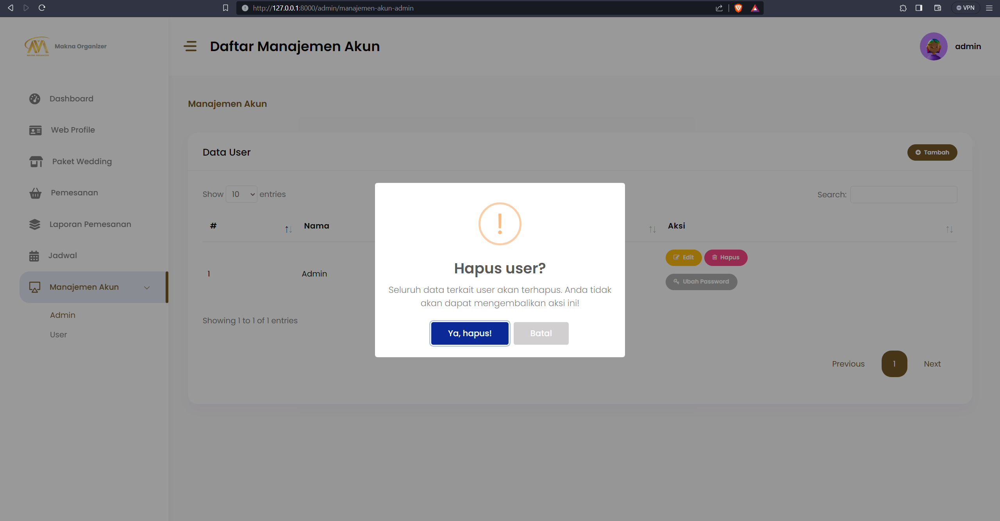 http://127.0.0.1:8000/admin/manajemen-akun-admin
VPN
MAKNA ORGANIZER
Makna Organizer
Daftar Manajemen Akun
admin
Dashboard
Web Profile
Paket Wedding
Pemesanan
Laporan Pemesanan
Jadwal
Manajemen Akun
Admin
User
Manajemen Akun
Data User
Tambah
Show 10 entries
Search:
# Nama Aksi
1 Admin
Edit Hapus
Ubah Password
Showing 1 to 1 of 1 entries
Previous 1 Next
Hapus user?
Seluruh data terkait user akan terhapus. Anda tidak
akan dapat mengembalikan aksi ini!
Ya, hapus! Batal